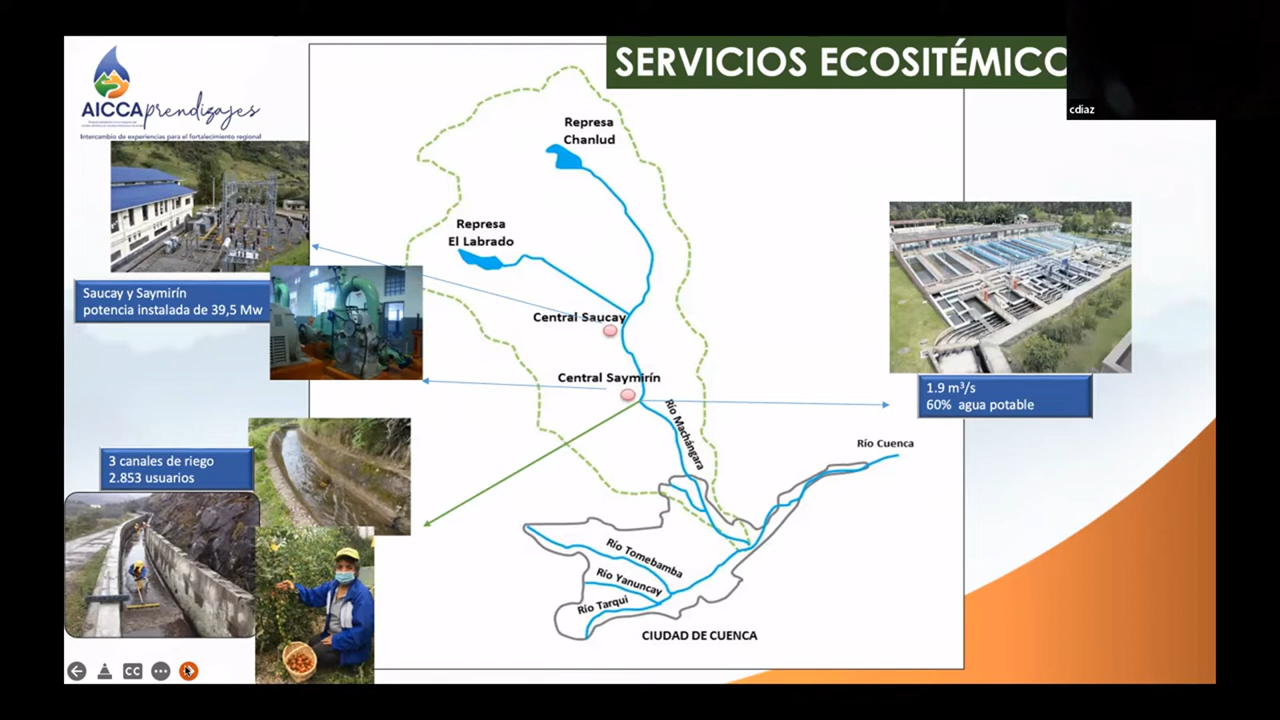 SERVICIOS ECOSITÉMICO
cdiaz
AICCAprendizajes
Intercambio de experiencias para el fortalecimiento regional
Represa
Chanlud
Represa
El Labrado
Saucay y Saymirín
potencia instalada de 39,5 Mw
Central Saucay
Central Saymirín
1.9 m³/s
60% agua potable
Río Machángara
Río Cuenca
3 canales de riego
2.853 usuarios
Río Tomebamba
Río Yanuncay
Río Tarqui
CIUDAD DE CUENCA
CC